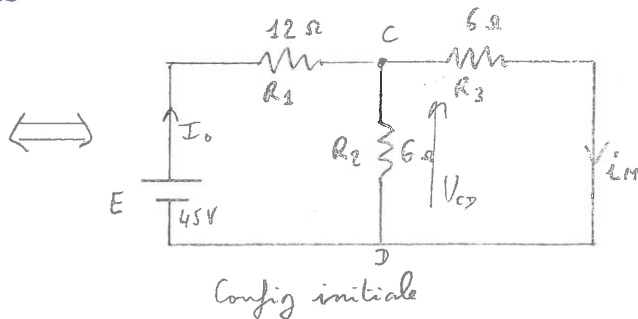 12 Ω
C
6 Ω
R1
R3
I0
R2
6 Ω
UCD
iM
E
45V
D
Config initiale